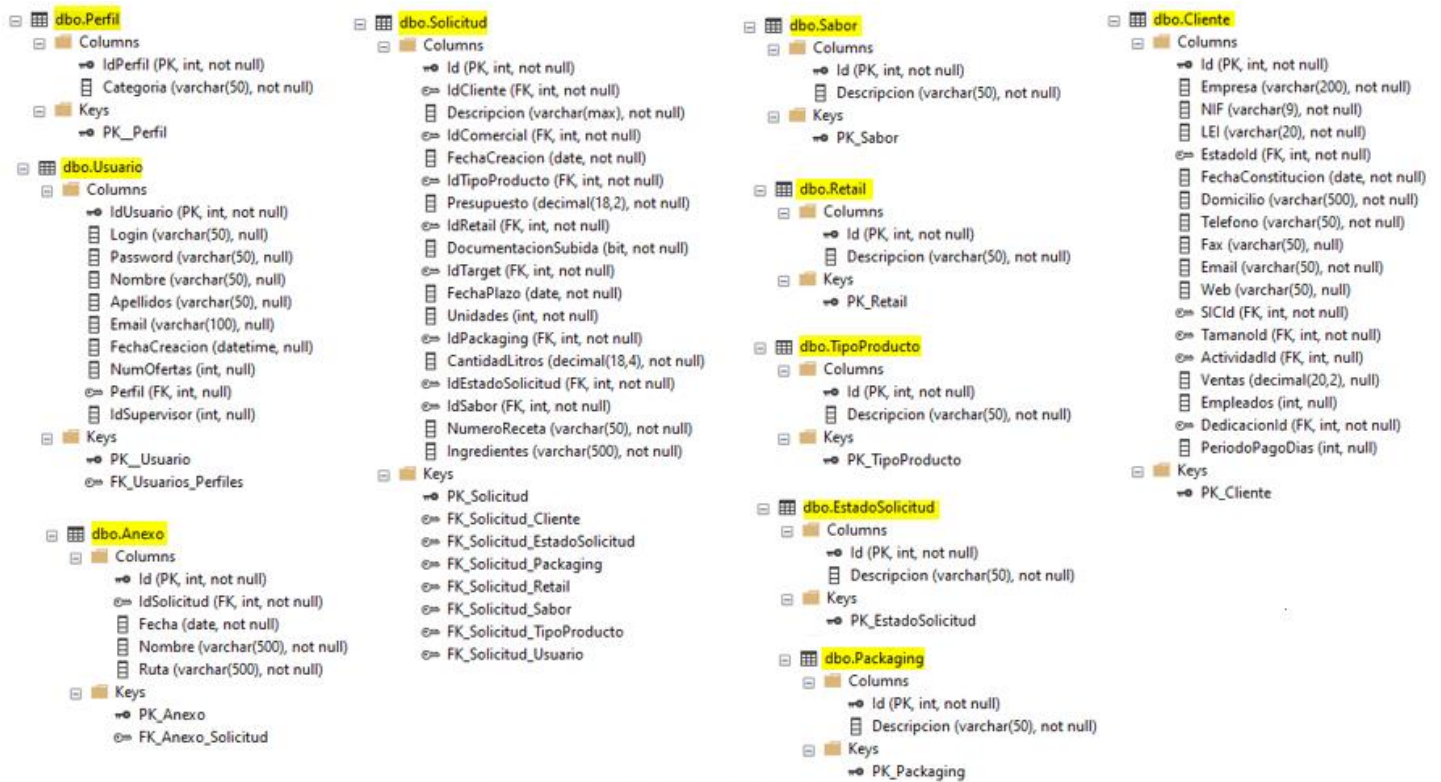 dbo.Perfil
Columns
IdPerfil (PK, int, not null)
Categoria (varchar(50), not null)
Keys
PK__Perfil
dbo.Usuario
Columns
IdUsuario (PK, int, not null)
Login (varchar(50), null)
Password (varchar(50), null)
Nombre (varchar(50), null)
Apellidos (varchar(50), null)
Email (varchar(100), null)
FechaCreacion (datetime, null)
NumOfertas (int, null)
Perfil (FK, int, null)
IdSupervisor (int, null)
Keys
PK__Usuario
FK_Usuarios_Perfiles
dbo.Anexo
Columns
Id (PK, int, not null)
IdSolicitud (FK, int, not null)
Fecha (date, not null)
Nombre (varchar(500), not null)
Ruta (varchar(500), not null)
Keys
PK_Anexo
FK_Anexo_Solicitud
dbo.Solicitud
Columns
Id (PK, int, not null)
IdCliente (FK, int, not null)
Descripcion (varchar(max), not null)
IdComercial (FK, int, not null)
FechaCreacion (date, not null)
IdTipoProducto (FK, int, not null)
Presupuesto (decimal(18,2), not null)
IdRetail (FK, int, not null)
DocumentacionSubida (bit, not null)
IdTarget (FK, int, not null)
FechaPlazo (date, not null)
Unidades (int, not null)
IdPackaging (FK, int, not null)
CantidadLitros (decimal(18,4), not null)
IdEstadoSolicitud (FK, int, not null)
IdSabor (FK, int, not null)
NumeroReceta (varchar(50), not null)
Ingredientes (varchar(500), not null)
Keys
PK_Solicitud
FK_Solicitud_Cliente
FK_Solicitud_EstadoSolicitud
FK_Solicitud_Packaging
FK_Solicitud_Retail
FK_Solicitud_Sabor
FK_Solicitud_TipoProducto
FK_Solicitud_Usuario
dbo.Sabor
Columns
Id (PK, int, not null)
Descripcion (varchar(50), not null)
Keys
PK_Sabor
dbo.Retail
Columns
Id (PK, int, not null)
Descripcion (varchar(50), not null)
Keys
PK_Retail
dbo.TipoProducto
Columns
Id (PK, int, not null)
Descripcion (varchar(50), not null)
Keys
PK_TipoProducto
dbo.EstadoSolicitud
Columns
Id (PK, int, not null)
Descripcion (varchar(50), not null)
Keys
PK_EstadoSolicitud
dbo.Packaging
Columns
Id (PK, int, not null)
Descripcion (varchar(50), not null)
Keys
PK_Packaging
dbo.Cliente
Columns
Id (PK, int, not null)
Empresa (varchar(200), not null)
NIF (varchar(9), not null)
LEI (varchar(20), not null)
EstadoId (FK, int, not null)
FechaConstitucion (date, not null)
Domicilio (varchar(500), not null)
Telefono (varchar(50), not null)
Fax (varchar(50), null)
Email (varchar(50), not null)
Web (varchar(50), null)
SICId (FK, int, not null)
TamanoId (FK, int, not null)
ActividadId (FK, int, null)
Ventas (decimal(20,2), null)
Empleados (int, null)
DedicacionId (FK, int, not null)
PeriodoPagoDias (int, null)
Keys
PK_Cliente